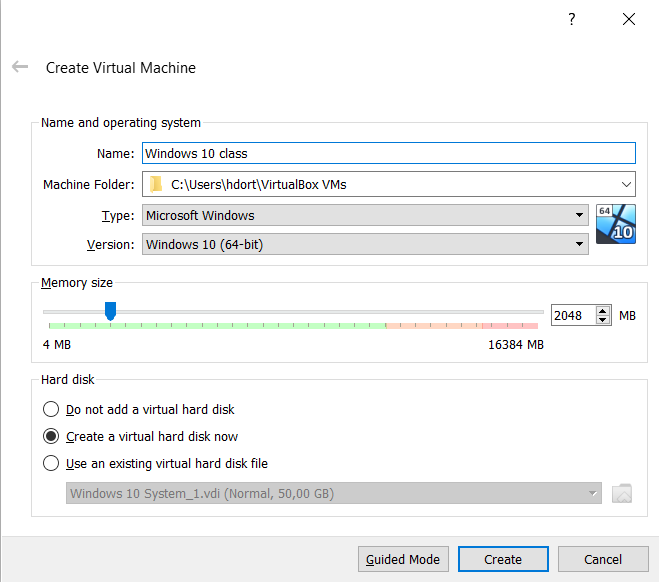 ?
Create Virtual Machine
Name and operating system
Name: Windows 10 class
Machine Folder: C:\Users\hdort\VirtualBox VMs
Type: Microsoft Windows
64
10
Version: Windows 10 (64-bit)
Memory size
2048 MB
4 MB 16384 MB
Hard disk
Do not add a virtual hard disk
Create a virtual hard disk now
Use an existing virtual hard disk file
Windows 10 System_1.vdi (Normal, 50,00 GB)
Guided Mode Create Cancel